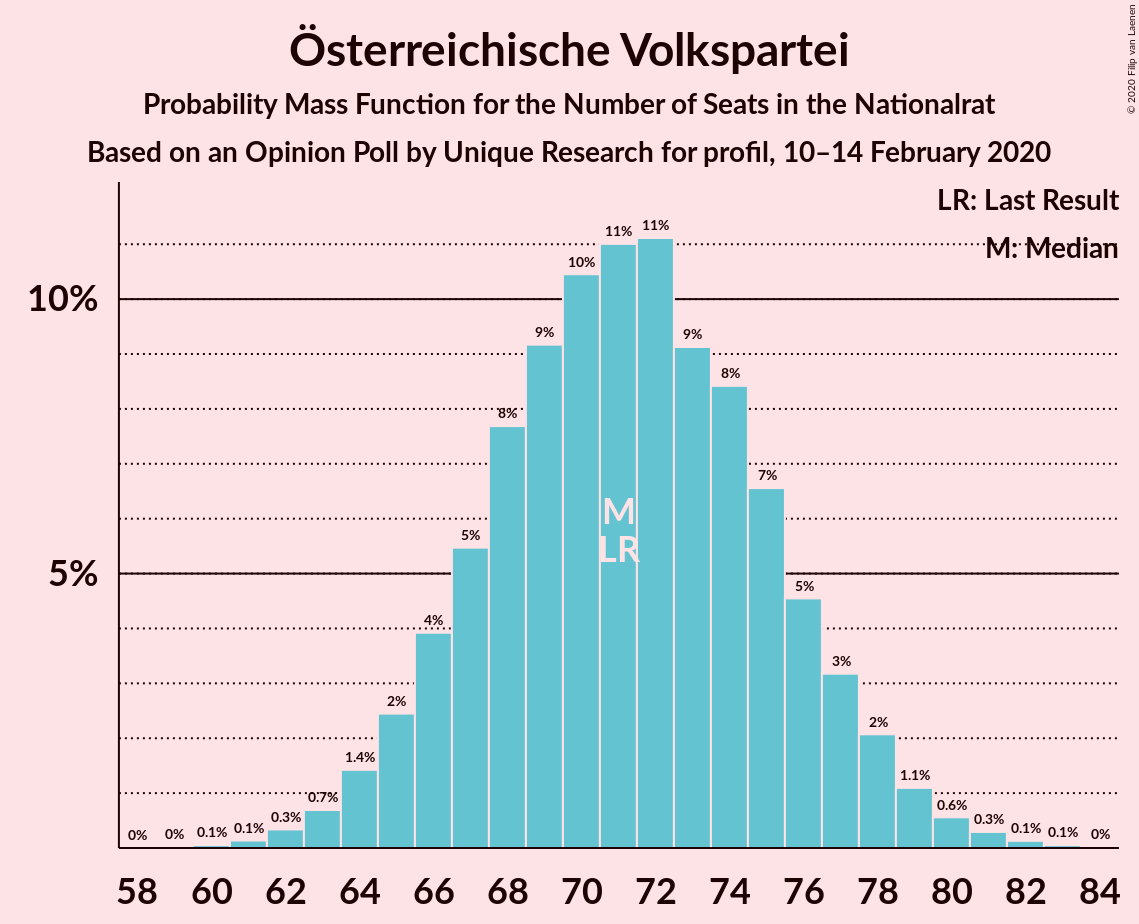 Österreichische Volkspartei
Probability Mass Function for the Number of Seats in the Nationalrat
Based on an Opinion Poll by Unique Research for profil, 10–14 February 2020
© 2020 Filip van Laenen
LR: Last Result
M: Median
10%
5%
0% 0% 0.1% 0.1% 0.3% 0.7% 1.4% 2% 4% 5% 8% 9% 10% 11% 11% 9% 8% 7% 5% 3% 2% 1.1% 0.6% 0.3% 0.1% 0.1% 0%
M
LR
58 60 62 64 66 68 70 72 74 76 78 80 82 84